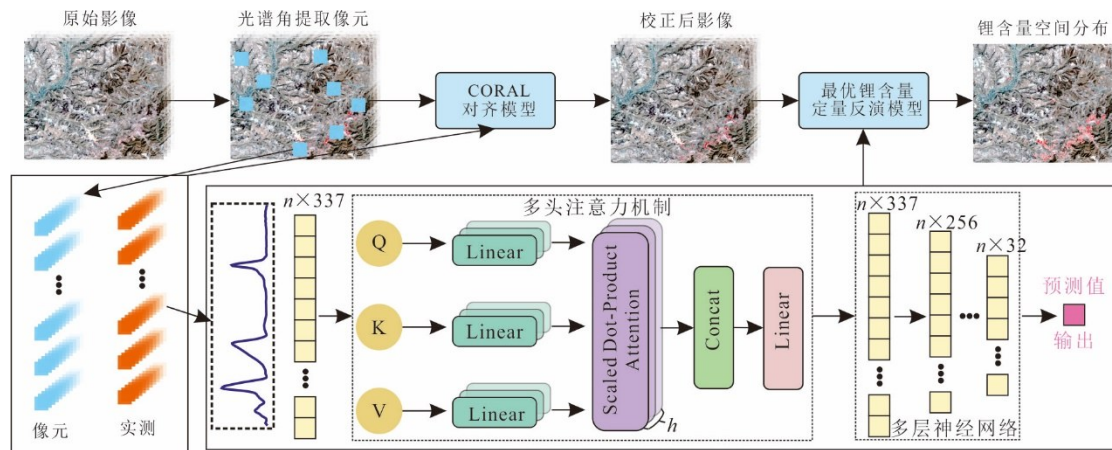 原始影像
光谱角提取像元
校正后影像
锂含量空间分布
CORAL
对齐模型
最优锂含量
定量反演模型
像元
实测
n×337
多头注意力机制
Q
Linear
K
Linear
V
Linear
Scaled Dot-Product
Attention
h
Concat
Linear
n×337
n×256
n×32
多层神经网络
预测值
输出